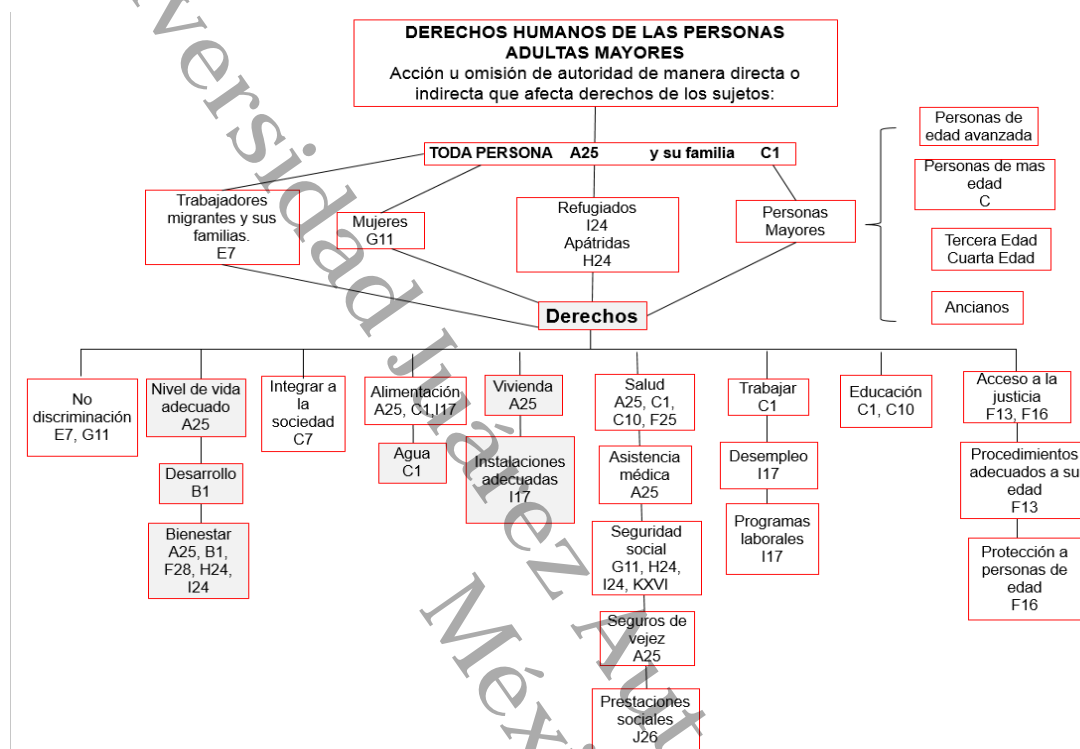 DERECHOS HUMANOS DE LAS PERSONAS
ADULTAS MAYORES
Acción u omisión de autoridad de manera directa o
indirecta que afecta derechos de los sujetos:
TODA PERSONA A25 y su familia C1
Trabajadores
migrantes y sus
familias.
E7
Mujeres
G11
Refugiados
I24
Apátridas
H24
Personas
Mayores
Personas de
edad avanzada
Personas de mas
edad
C
Tercera Edad
Cuarta Edad
Ancianos
Derechos
No
discriminación
E7, G11
Nivel de vida
adecuado
A25
Desarrollo
B1
Bienestar
A25, B1,
F28, H24,
I24
Integrar a
la
sociedad
C7
Alimentación
A25, C1,I17
Agua
C1
Vivienda
A25
Instalaciones
adecuadas
I17
Salud
A25, C1,
C10, F25
Asistencia
médica
A25
Seguridad
social
G11, H24,
I24, KXVI
Seguros de
vejez
A25
Prestaciones
sociales
J26
Trabajar
C1
Desempleo
I17
Programas
laborales
I17
Educación
C1, C10
Acceso a la
justicia
F13, F16
Procedimientos
adecuados a su
edad
F13
Protección a
personas de
edad
F16
versidad Juárez Aut
Méxi